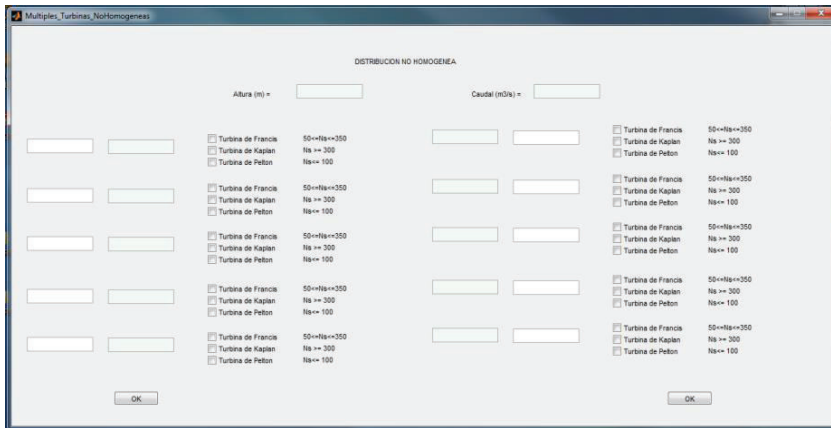 Multiples_Turbinas_NoHomogeneas
DISTRIBUCION NO HOMOGENEA
Altura (m) =
Caudal (m3/s) =
Turbina de Francis 50<=Ns<=350
Turbina de Kaplan Ns >= 300
Turbina de Pelton Ns<= 100
Turbina de Francis 50<=Ns<=350
Turbina de Kaplan Ns >= 300
Turbina de Pelton Ns<= 100
Turbina de Francis 50<=Ns<=350
Turbina de Kaplan Ns >= 300
Turbina de Pelton Ns<= 100
Turbina de Francis 50<=Ns<=350
Turbina de Kaplan Ns >= 300
Turbina de Pelton Ns<= 100
Turbina de Francis 50<=Ns<=350
Turbina de Kaplan Ns >= 300
Turbina de Pelton Ns<= 100
OK
Turbina de Francis 50<=Ns<=350
Turbina de Kaplan Ns >= 300
Turbina de Pelton Ns<= 100
Turbina de Francis 50<=Ns<=350
Turbina de Kaplan Ns >= 300
Turbina de Pelton Ns<= 100
Turbina de Francis 50<=Ns<=350
Turbina de Kaplan Ns >= 300
Turbina de Pelton Ns<= 100
Turbina de Francis 50<=Ns<=350
Turbina de Kaplan Ns >= 300
Turbina de Pelton Ns<= 100
Turbina de Francis 50<=Ns<=350
Turbina de Kaplan Ns >= 300
Turbina de Pelton Ns<= 100
OK